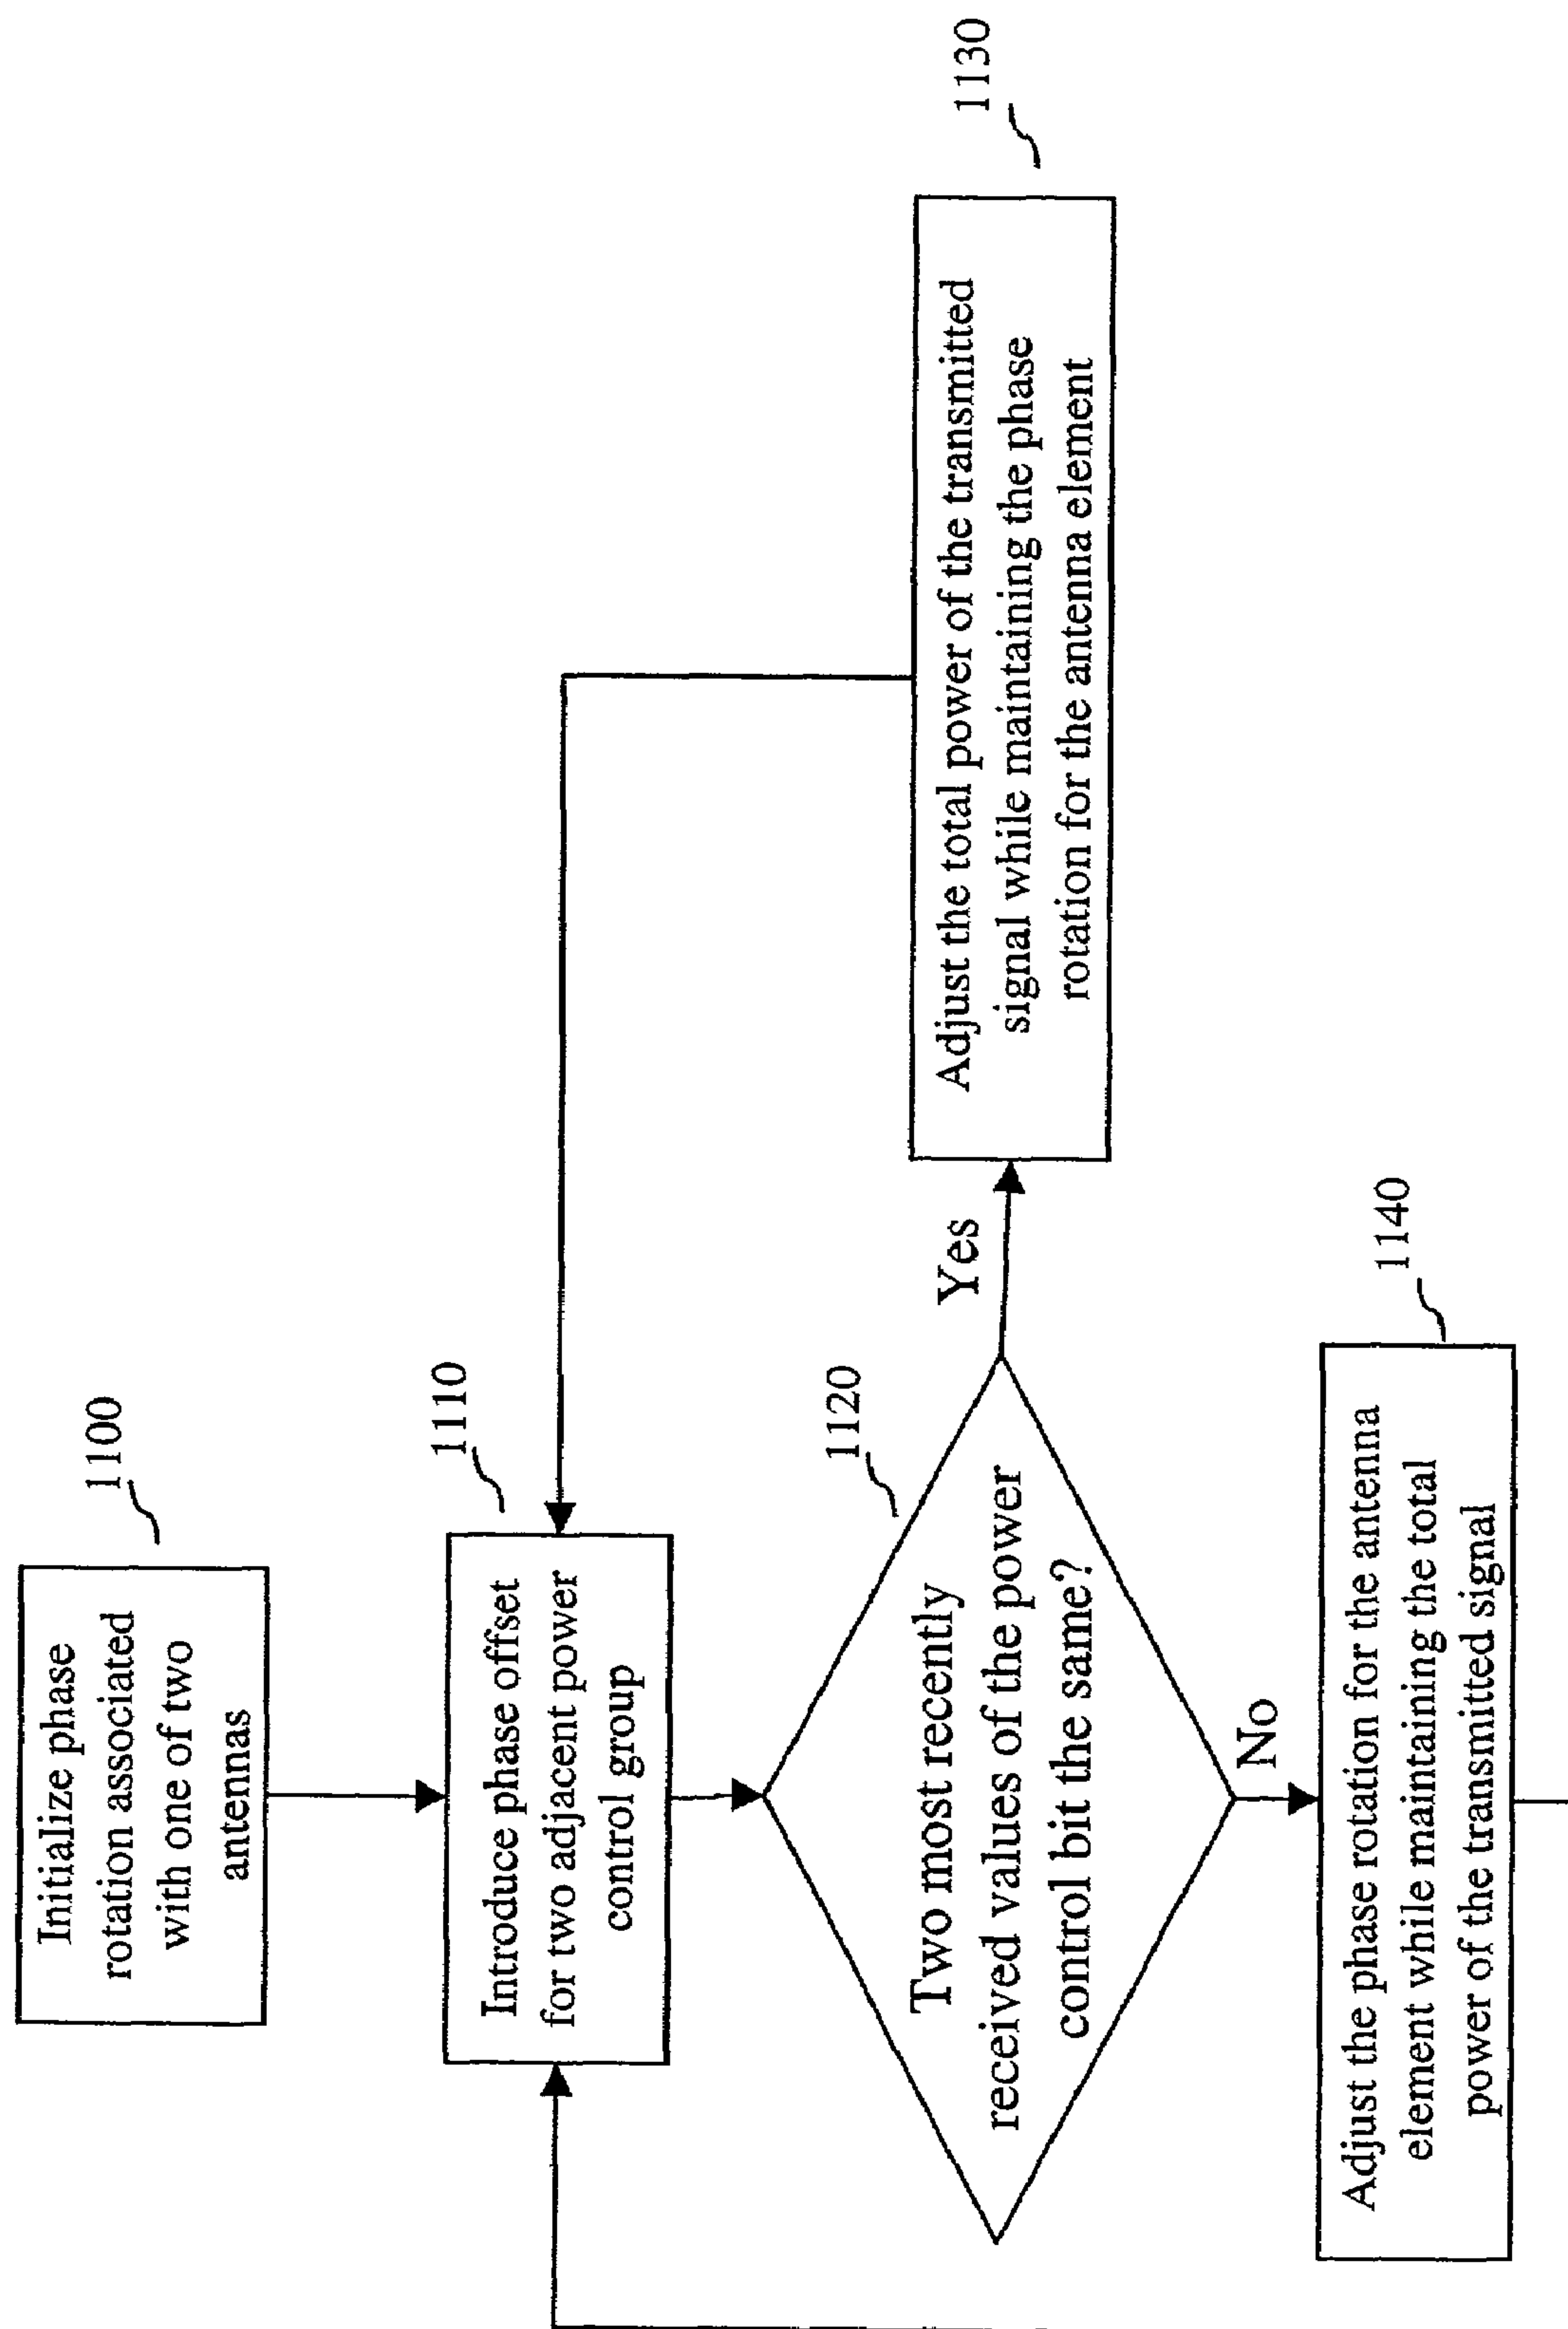 1100
Initialize phase
rotation associated
with one of two
antennas
1110
Introduce phase offset
for two adjacent power
control group
1120
Two most recently
received values of the power
control bit the same?
Yes
1130
Adjust the total power of the transmitted
signal while maintaining the phase
rotation for the antenna element
No
1140
Adjust the phase rotation for the antenna
element while maintaining the total
power of the transmitted signal